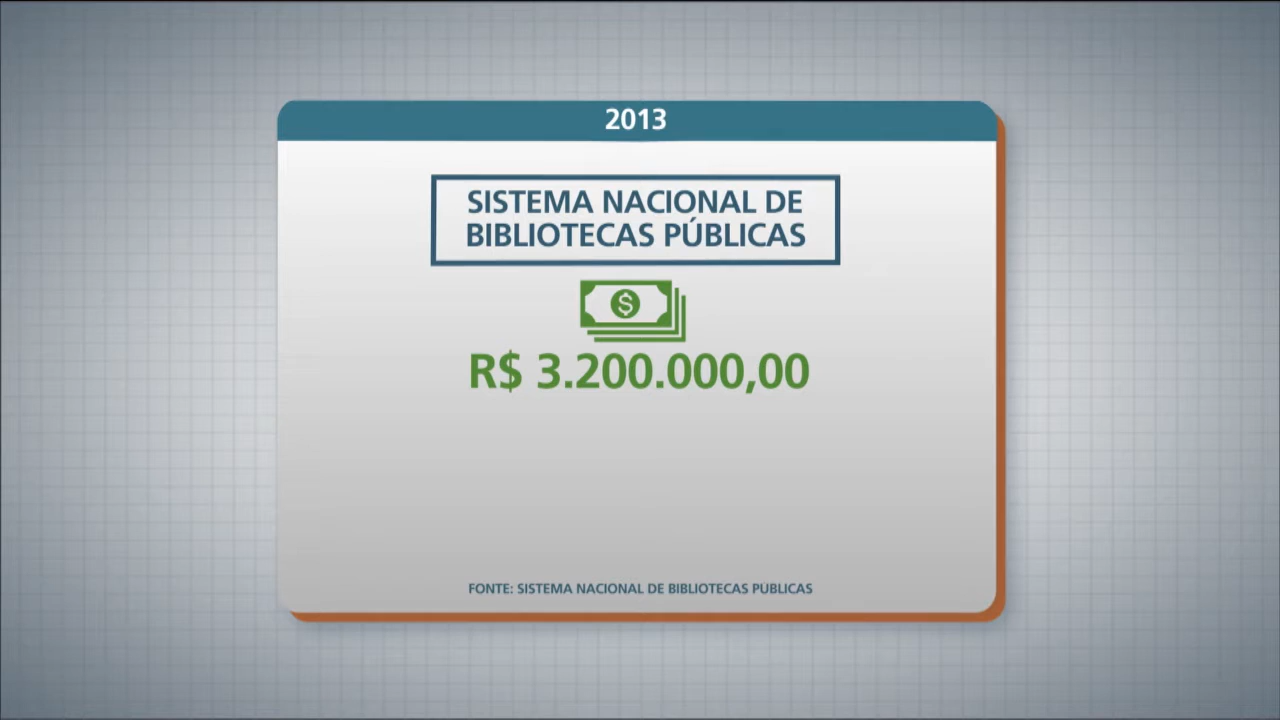 2013
SISTEMA NACIONAL DE
BIBLIOTECAS PÚBLICAS
$
R$ 3.200.000,00
FONTE: SISTEMA NACIONAL DE BIBLIOTECAS PUBLICAS